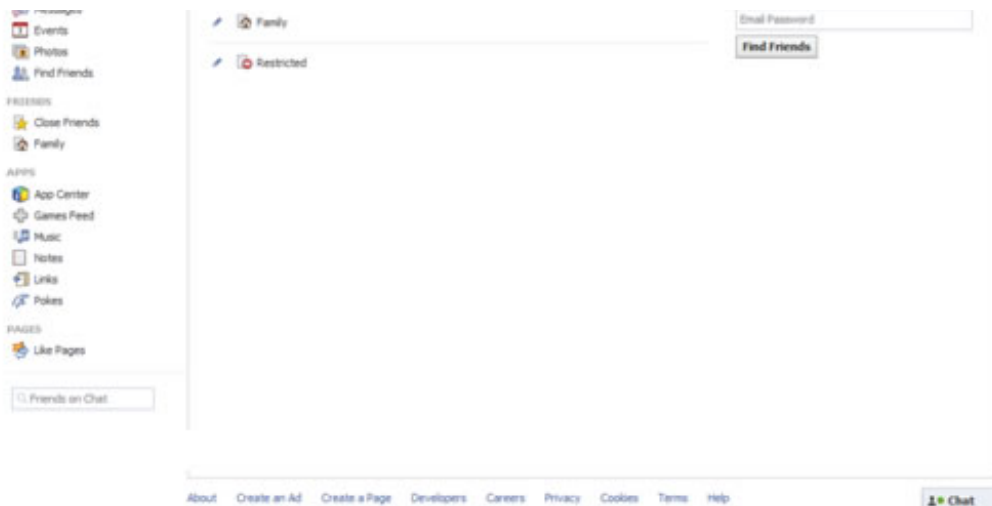 Messages
Events
Photos
Find Friends
FRIENDS
Close Friends
Family
APPS
App Center
Games Feed
Music
Notes
Links
Pokes
PAGES
Like Pages
Friends on Chat
Family
Restricted
Email Password
Find Friends
About Create an Ad Create a Page Developers Careers Privacy Cookies Terms Help
Chat